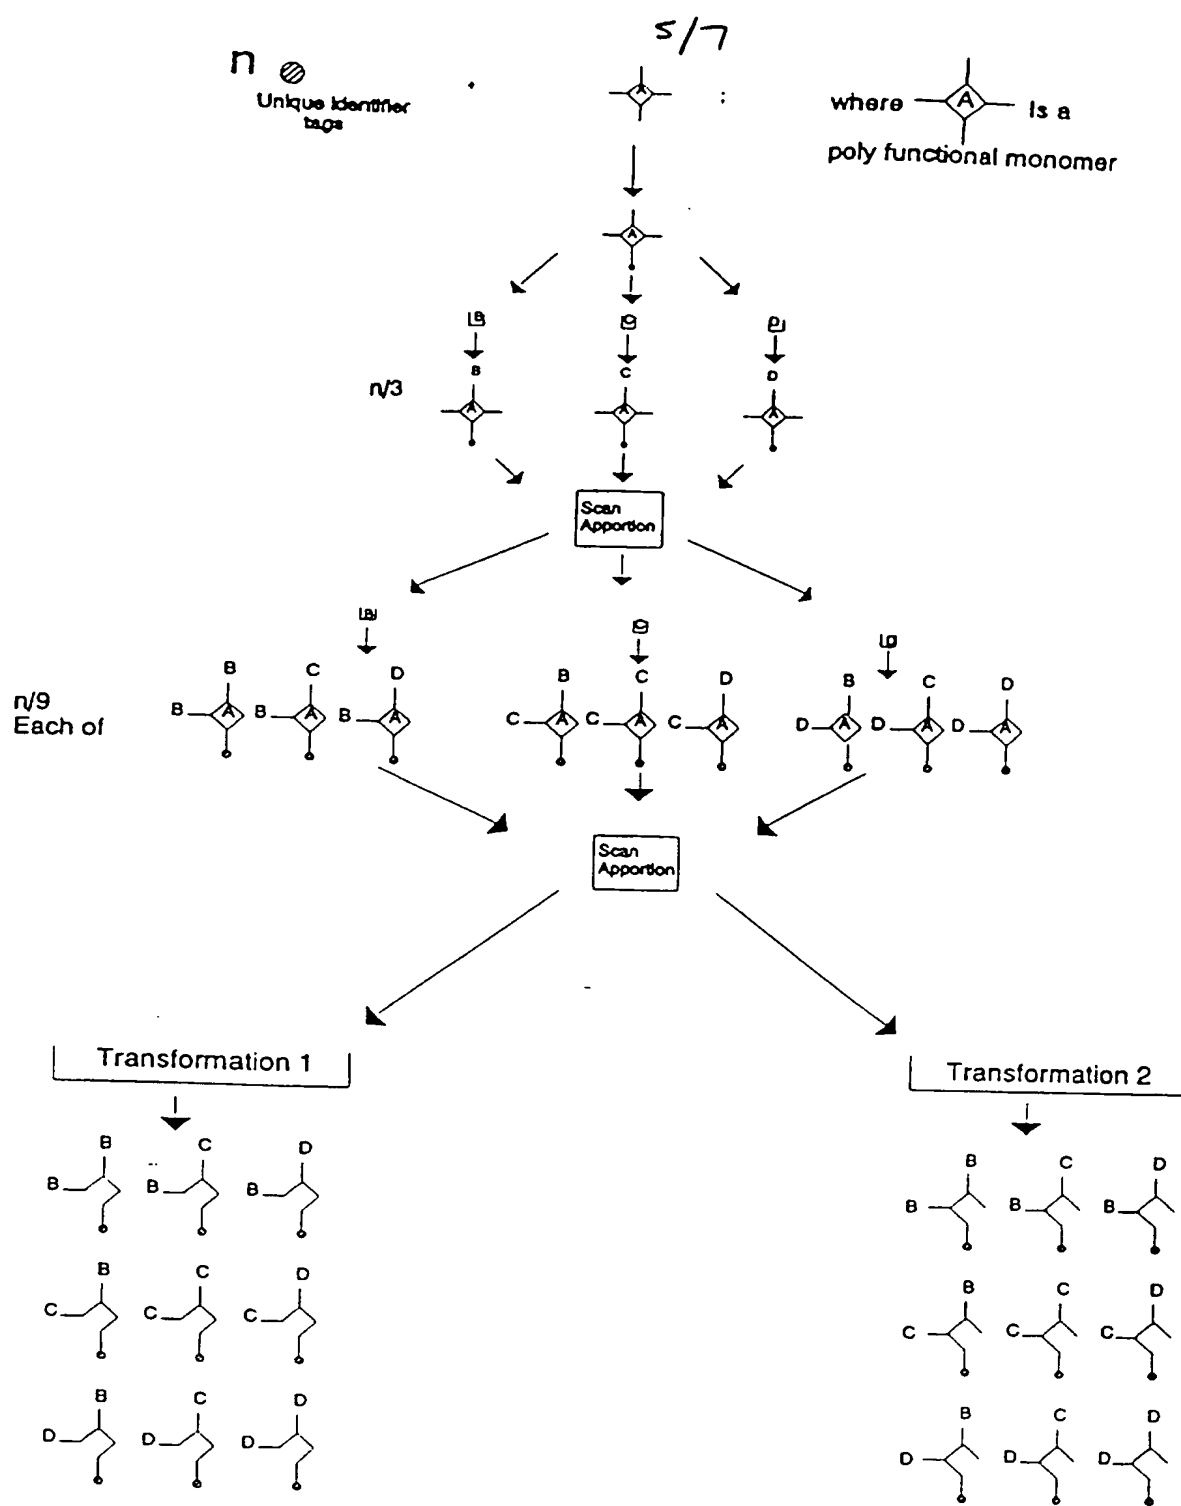 5/7
n
Unique Identifier
tags
A
where A is a
poly functional monomer
A
B C D
B C D
n/3
A A A
Scan
Apportion
B C D
B C D B C D B C D
n/9
Each of
B A B A B A C A C A C A D A D A D A
Scan
Apportion
Transformation 1
Transformation 2
B C D
B B B
B C D
C C C
B C D
D D D
B C D
B B B
B C D
C C C
B C D
D D D